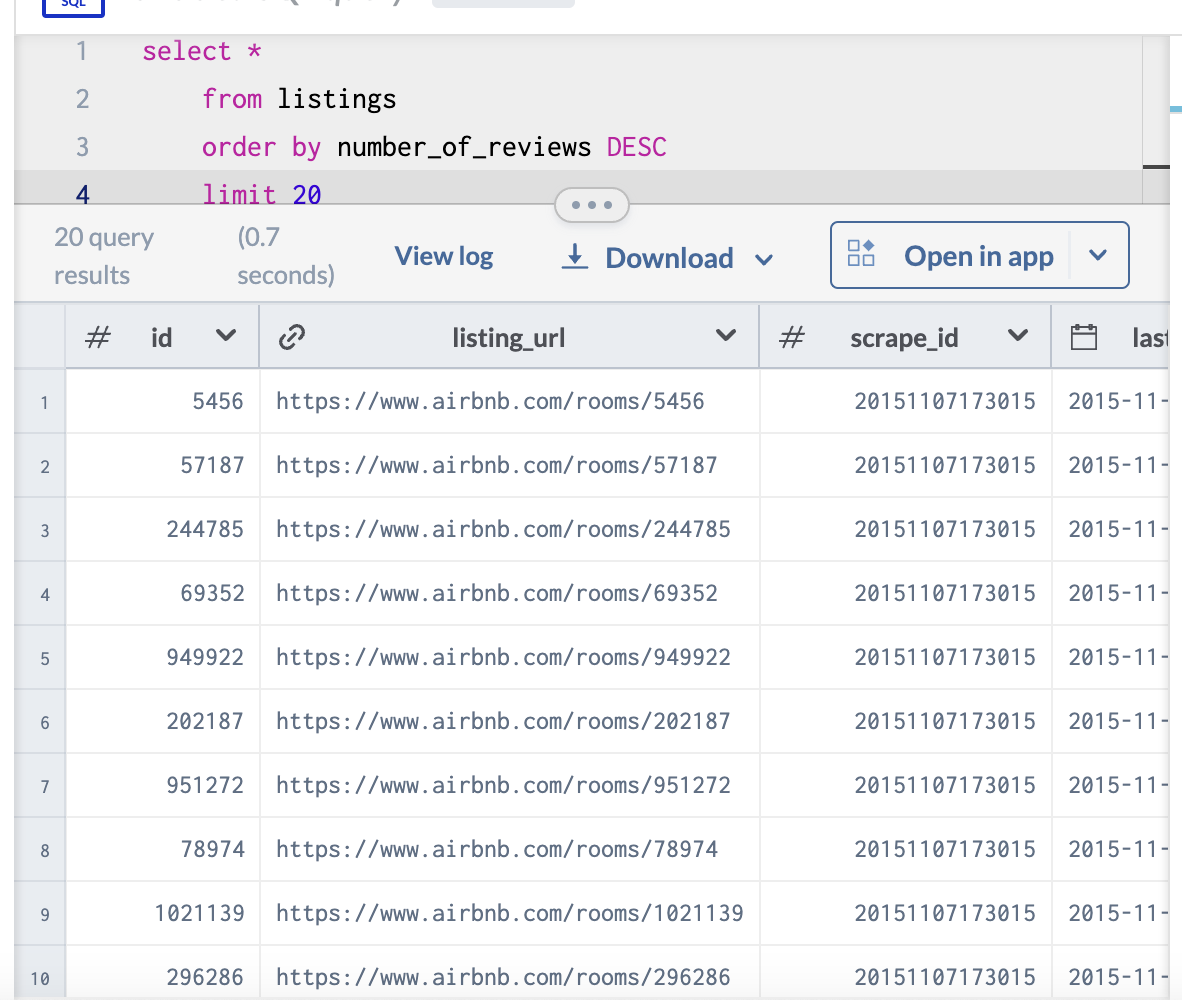 SQL
1 select *
2 from listings
3 order by number_of_reviews DESC
4 limit 20
20 query results (0.7 seconds) View log Download Open in app
# id listing_url # scrape_id last
1 5456 https://www.airbnb.com/rooms/5456 20151107173015 2015-11-
2 57187 https://www.airbnb.com/rooms/57187 20151107173015 2015-11-
3 244785 https://www.airbnb.com/rooms/244785 20151107173015 2015-11-
4 69352 https://www.airbnb.com/rooms/69352 20151107173015 2015-11-
5 949922 https://www.airbnb.com/rooms/949922 20151107173015 2015-11-
6 202187 https://www.airbnb.com/rooms/202187 20151107173015 2015-11-
7 951272 https://www.airbnb.com/rooms/951272 20151107173015 2015-11-
8 78974 https://www.airbnb.com/rooms/78974 20151107173015 2015-11-
9 1021139 https://www.airbnb.com/rooms/1021139 20151107173015 2015-11-
10 296286 https://www.airbnb.com/rooms/296286 20151107173015 2015-11-